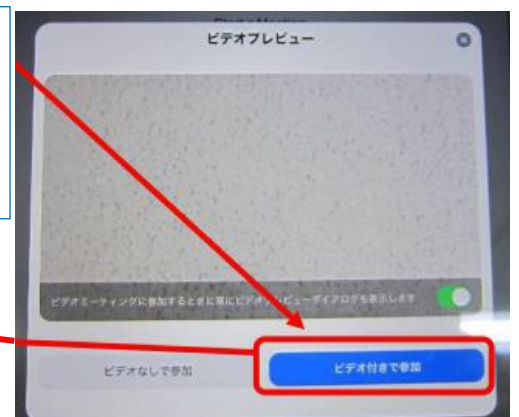 Start a Meeting
ビデオプレビュー
ビデオミーティングに参加するときに常にビデオプレビューダイアログを表示します
ビデオなしで参加
ビデオ付きで参加